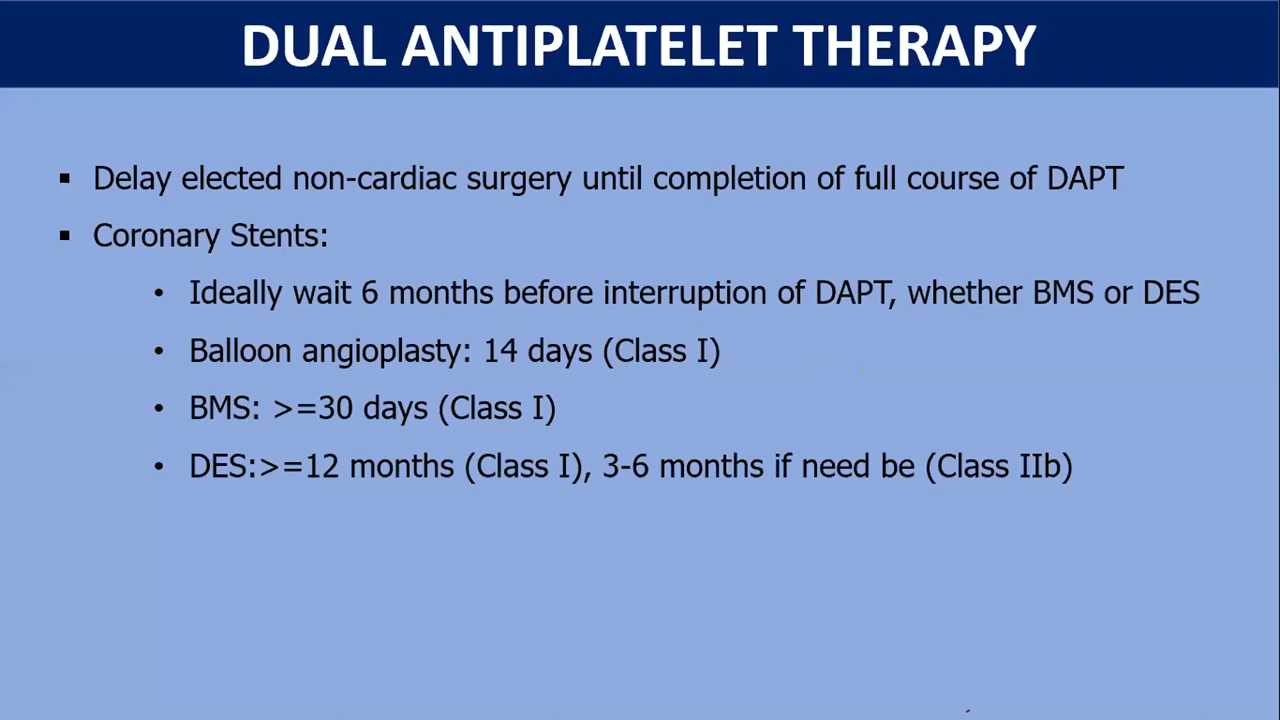 DUAL ANTIPLATELET THERAPY
▪ Delay elected non-cardiac surgery until completion of full course of DAPT
▪ Coronary Stents:
• Ideally wait 6 months before interruption of DAPT, whether BMS or DES
• Balloon angioplasty: 14 days (Class I)
• BMS: >=30 days (Class I)
• DES:>=12 months (Class I), 3-6 months if need be (Class IIb)